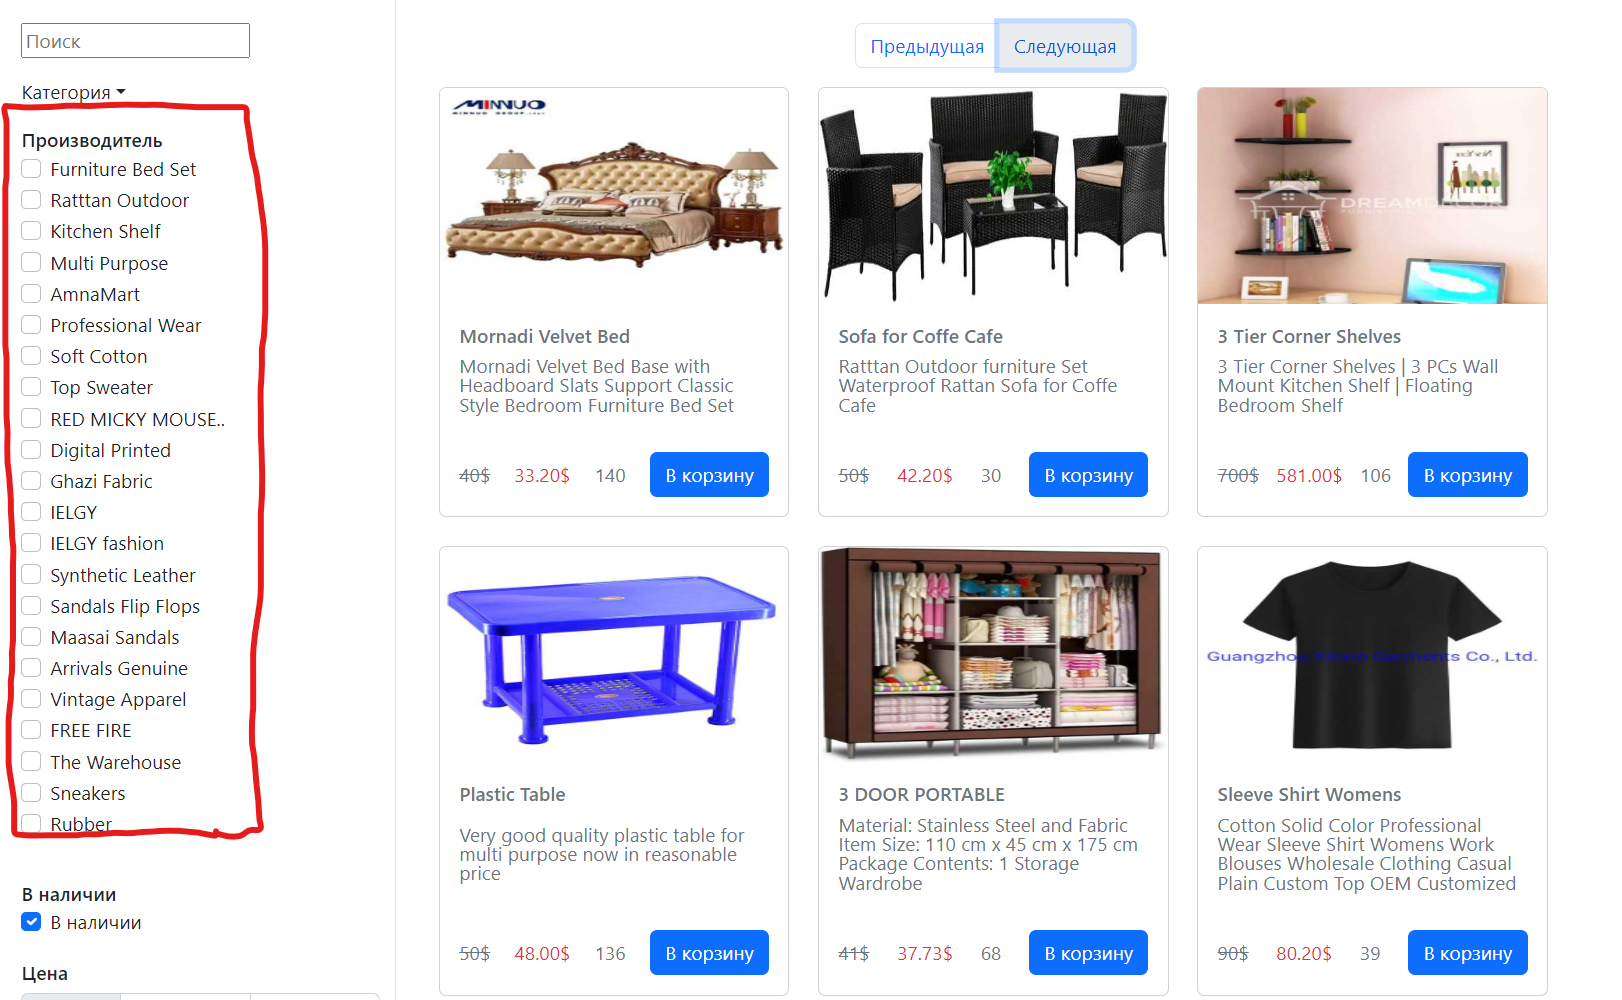 Поиск
Категория
Производитель
Furniture Bed Set
Ratttan Outdoor
Kitchen Shelf
Multi Purpose
AmnaMart
Professional Wear
Soft Cotton
Top Sweater
RED MICKY MOUSE..
Digital Printed
Ghazi Fabric
IELGY
IELGY fashion
Synthetic Leather
Sandals Flip Flops
Maasai Sandals
Arrivals Genuine
Vintage Apparel
FREE FIRE
The Warehouse
Sneakers
Rubber
В наличии
В наличии
Цена
Предыдущая Следующая
MINNUO
MINNUO GROUP
Mornadi Velvet Bed
Mornadi Velvet Bed Base with
Headboard Slats Support Classic
Style Bedroom Furniture Bed Set
40$ 33.20$ 140 В корзину
Sofa for Coffe Cafe
Ratttan Outdoor furniture Set
Waterproof Rattan Sofa for Coffe
Cafe
50$ 42.20$ 30 В корзину
DREAM
3 Tier Corner Shelves
3 Tier Corner Shelves | 3 PCs Wall
Mount Kitchen Shelf | Floating
Bedroom Shelf
700$ 581.00$ 106 В корзину
Plastic Table
Very good quality plastic table for
multi purpose now in reasonable
price
50$ 48.00$ 136 В корзину
3 DOOR PORTABLE
Material: Stainless Steel and Fabric
Item Size: 110 cm x 45 cm x 175 cm
Package Contents: 1 Storage
Wardrobe
41$ 37.73$ 68 В корзину
Garments Co., Ltd.
Sleeve Shirt Womens
Cotton Solid Color Professional
Wear Sleeve Shirt Womens Work
Blouses Wholesale Clothing Casual
Plain Custom Top OEM Customized
90$ 80.20$ 39 В корзину